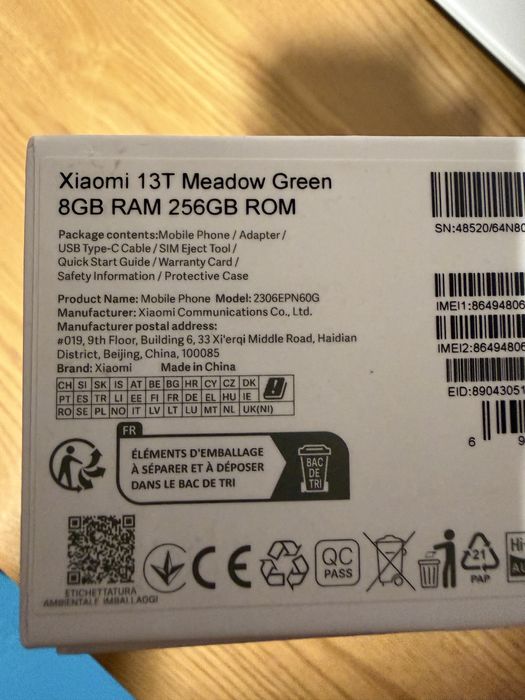 Xiaomi 13T Meadow Green
8GB RAM 256GB ROM
Package contents:Mobile Phone / Adapter /
USB Type-C Cable / SIM Eject Tool /
Quick Start Guide / Warranty Card /
Safety Information / Protective Case
Product Name: Mobile Phone Model: 2306EPN60G
Manufacturer: Xiaomi Communications Co., Ltd.
Manufacturer postal address:
#019, 9th Floor, Building 6, 33 Xi'erqi Middle Road, Haidian
District, Beijing, China, 100085
Brand: Xiaomi Made in China
CH SI SK IS AT BE BG HR CY CZ DK
PT ES TR LI EE FI FR DE EL HU IE
RO SE PL NO IT LV LT LU MT NL UK(NI)
SN:48520/64N80
IMEI1:86494806
IMEI2:86494806
EID:89043051
6 9
FR
ÉLÉMENTS D'EMBALLAGE
À SÉPARER ET À DÉPOSER
DANS LE BAC DE TRI
BAC
DE
TRI
ETICHETTATURA
AMBIENTALE IMBALLAGGI
CE
QC
PASS
21
PAP
Hi-
AU